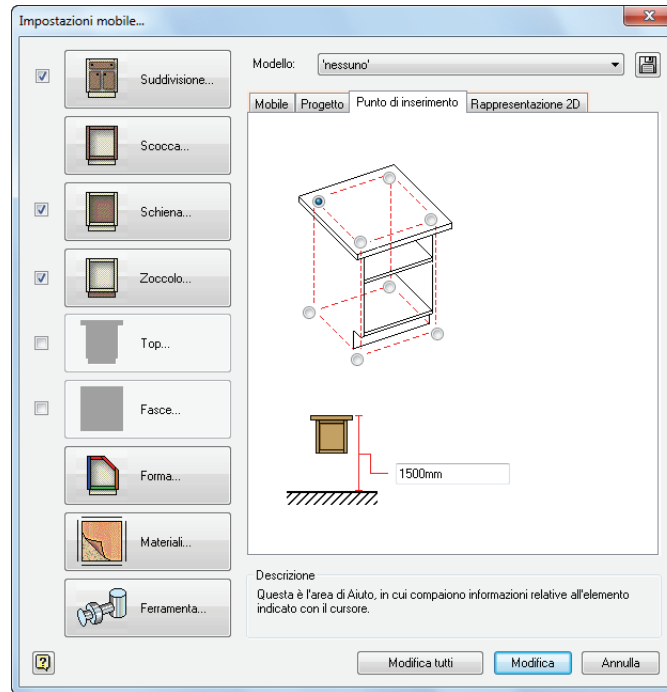 Impostazioni mobile...
Modello:
'nessuno'
Suddivisione...
Scocca...
Schiena...
Zoccolo...
Top...
Fasce...
Forma...
Materiali...
Ferramenta...
Mobile
Progetto
Punto di inserimento
Rappresentazione 2D
1500mm
Descrizione
Questa è l'area di Aiuto, in cui compaiono informazioni relative all'elemento
indicato con il cursore.
Modifica tutti
Modifica
Annulla